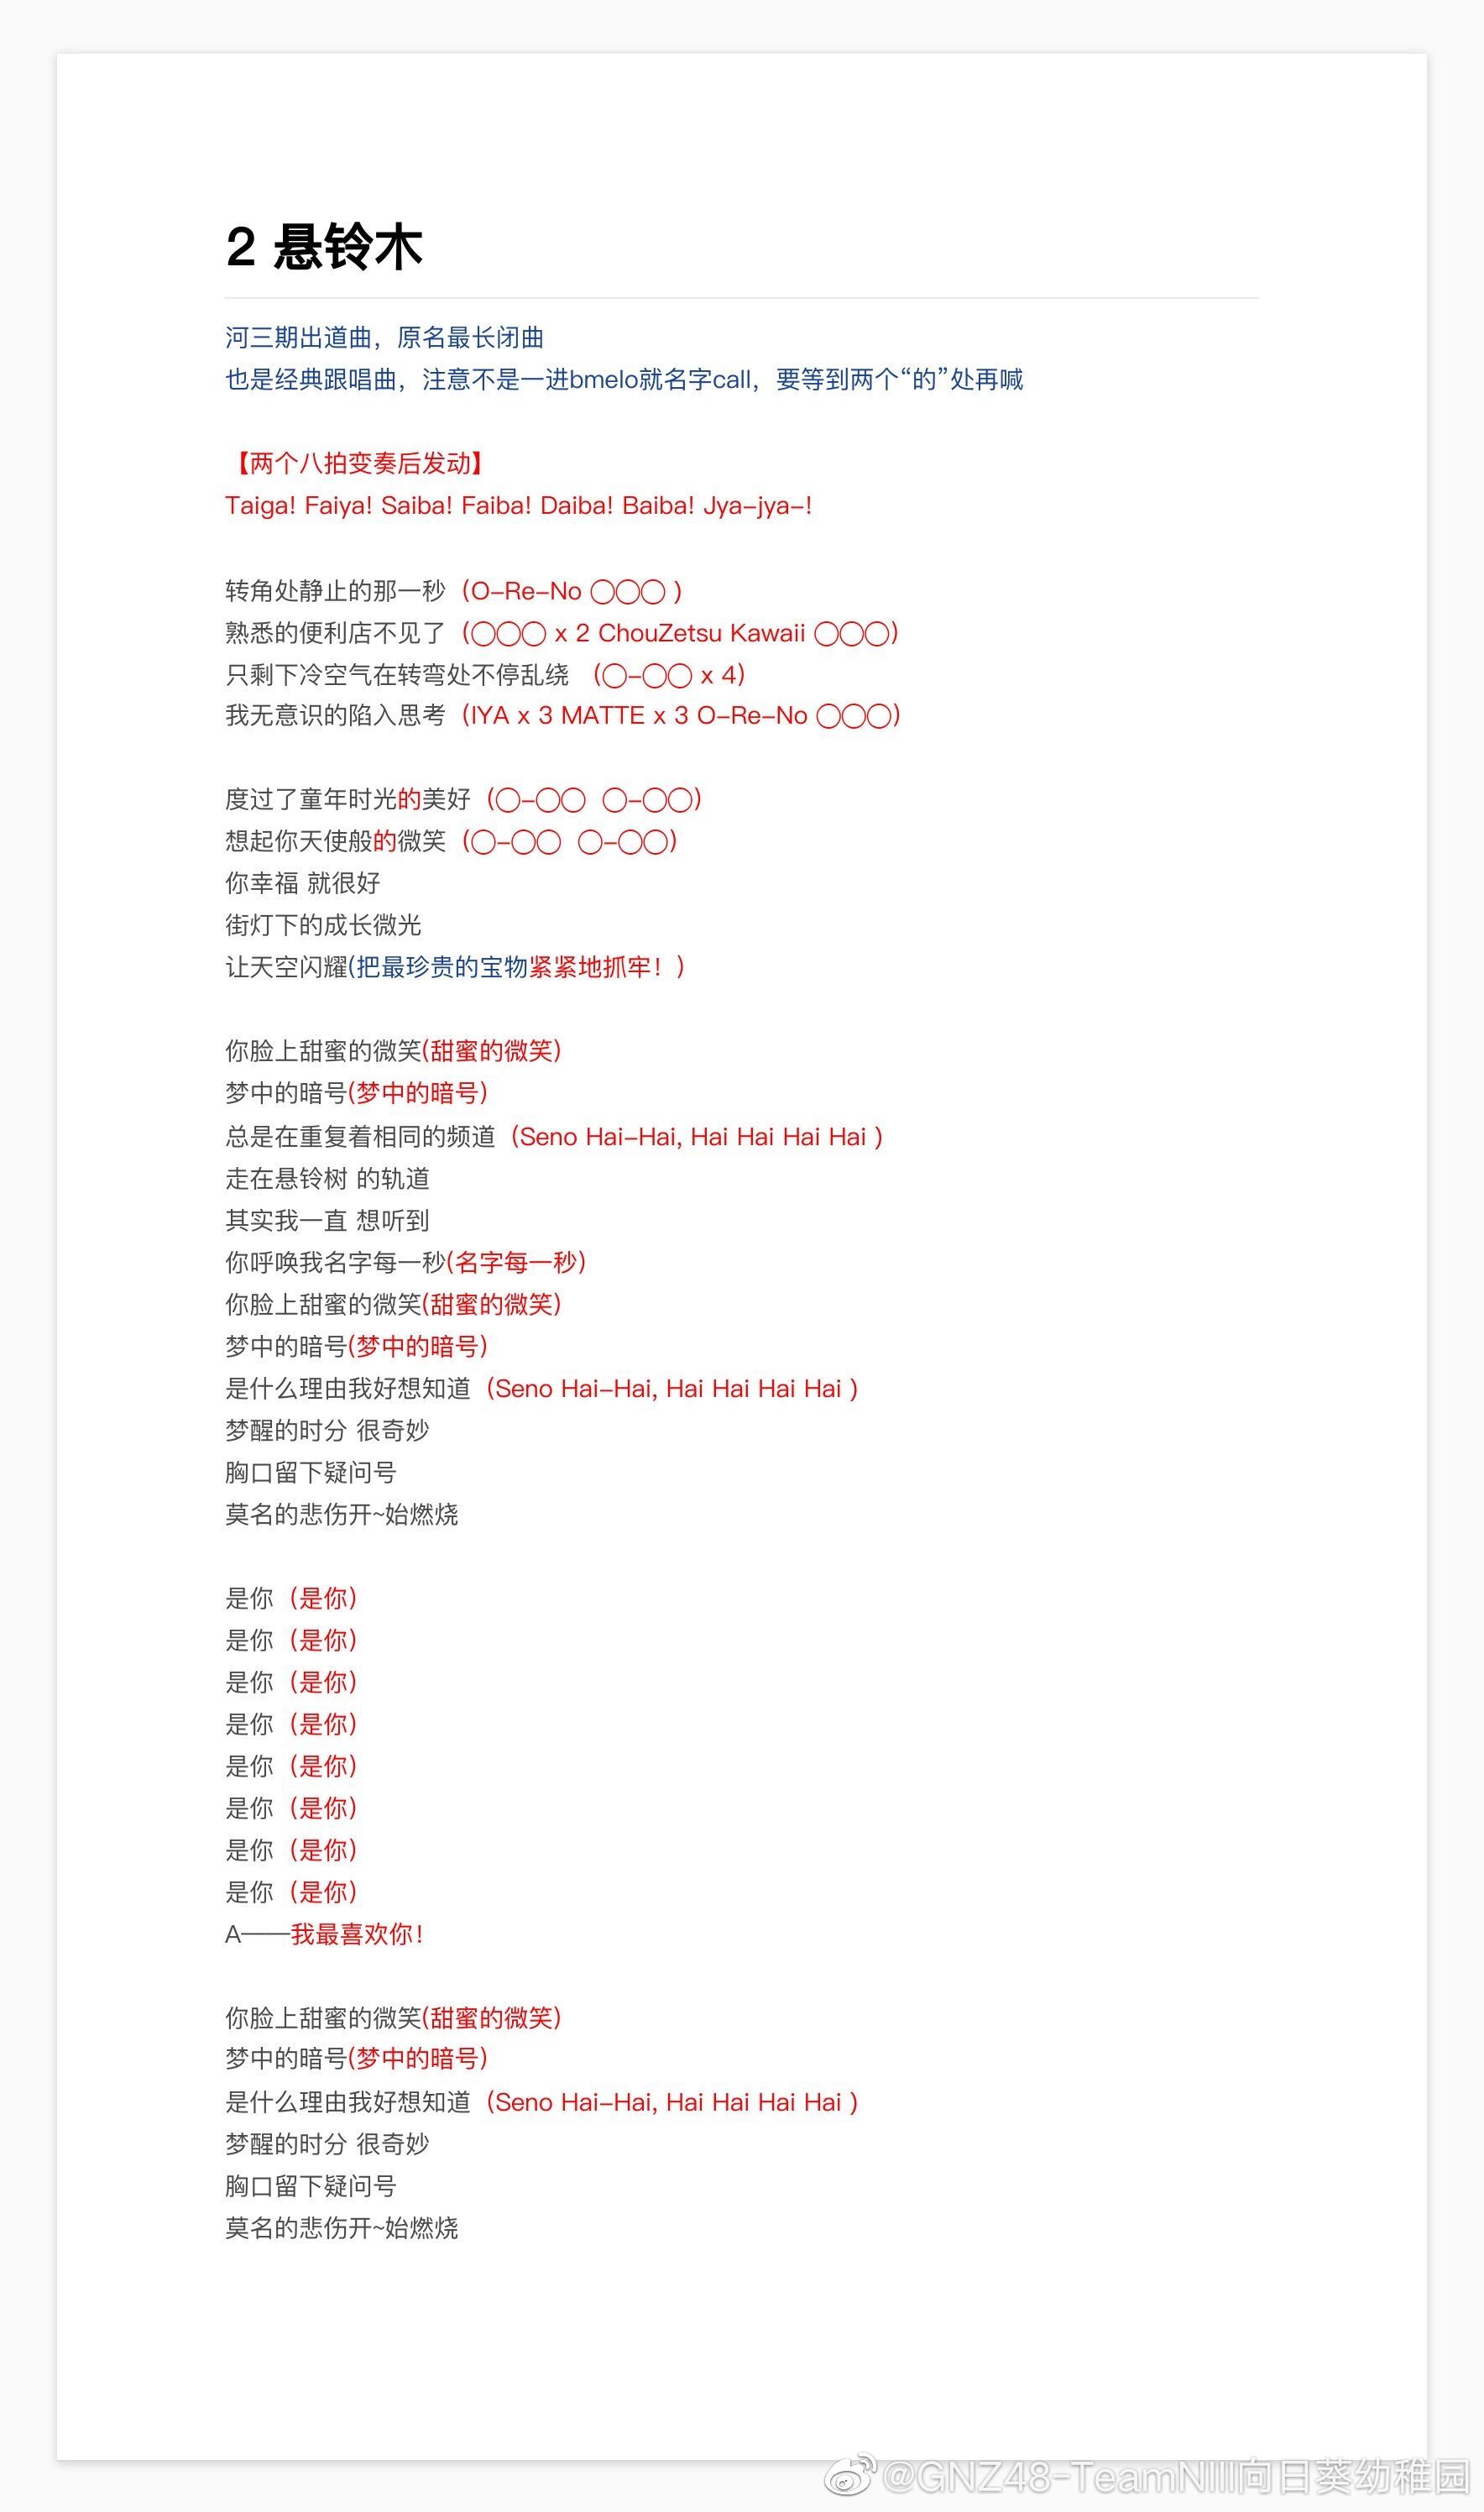 2 悬铃木
河三期出道曲，原名最长闭曲
也是经典跟唱曲，注意不是一进bmelo就名字call，要等到两个“的”处再喊
【两个八拍变奏后发动】
Taiga! Faiya! Saiba! Faiba! Daiba! Baiba! Jya-jya-!
转角处静止的那一秒（O-Re-No ◯◯◯ ）
熟悉的便利店不见了（◯◯◯ x 2 ChouZetsu Kawaii ◯◯◯）
只剩下冷空气在转弯处不停乱绕 （◯-◯◯ x 4）
我无意识的陷入思考（IYA x 3 MATTE x 3 O-Re-No ◯◯◯）
度过了童年时光的美好（◯-◯◯ ◯-◯◯）
想起你天使般的微笑（◯-◯◯ ◯-◯◯）
你幸福 就很好
街灯下的成长微光
让天空闪耀(把最珍贵的宝物紧紧地抓牢！)
你脸上甜蜜的微笑(甜蜜的微笑)
梦中的暗号(梦中的暗号)
总是在重复着相同的频道（Seno Hai-Hai, Hai Hai Hai Hai ）
走在悬铃树 的轨道
其实我一直 想听到
你呼唤我名字每一秒(名字每一秒)
你脸上甜蜜的微笑(甜蜜的微笑)
梦中的暗号(梦中的暗号)
是什么理由我好想知道（Seno Hai-Hai, Hai Hai Hai Hai ）
梦醒的时分 很奇妙
胸口留下疑问号
莫名的悲伤开~始燃烧
是你（是你）
是你（是你）
是你（是你）
是你（是你）
是你（是你）
是你（是你）
是你（是你）
是你（是你）
A——我最喜欢你！
你脸上甜蜜的微笑(甜蜜的微笑)
梦中的暗号(梦中的暗号)
是什么理由我好想知道（Seno Hai-Hai, Hai Hai Hai Hai ）
梦醒的时分 很奇妙
胸口留下疑问号
莫名的悲伤开~始燃烧
@GNZ48-TeamNIII向日葵幼稚园